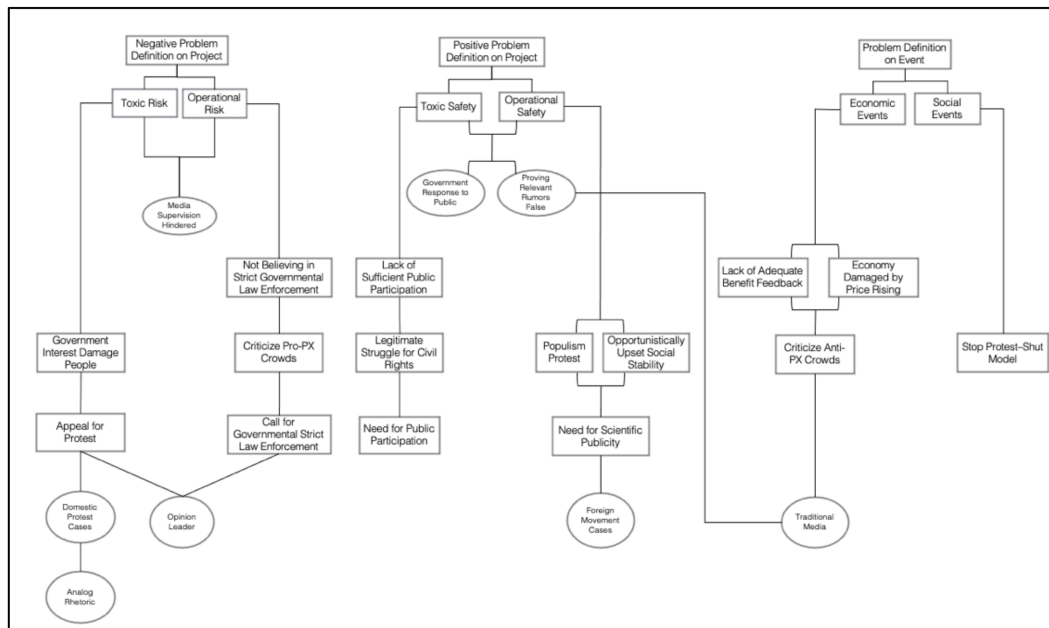 Negative Problem
Definition on Project
Positive Problem
Definition on Project
Problem Definition
on Event
Toxic Risk
Operational
Risk
Toxic Safety
Operational
Safety
Economic
Events
Social
Events
Government
Response to
Public
Proving
Relevant
Rumors
False
Media
Supervision
Hindered
Not Believing in
Strict Governmental
Law Enforcement
Lack of
Sufficient Public
Participation
Lack of Adequate
Benefit Feedback
Economy
Damaged by
Price Rising
Government
Interest Damage
People
Criticize Pro-PX
Crowds
Legitimate
Struggle for Civil
Rights
Populism
Protest
Opportunistically
Upset Social
Stability
Criticize Anti-
PX Crowds
Stop Protest–Shut
Model
Appeal for
Protest
Call for
Governmental Strict
Law Enforcement
Need for Public
Participation
Need for Scientific
Publicity
Domestic
Protest
Cases
Opinion
Leader
Foreign
Movement
Cases
Traditional
Media
Analog
Rhetoric